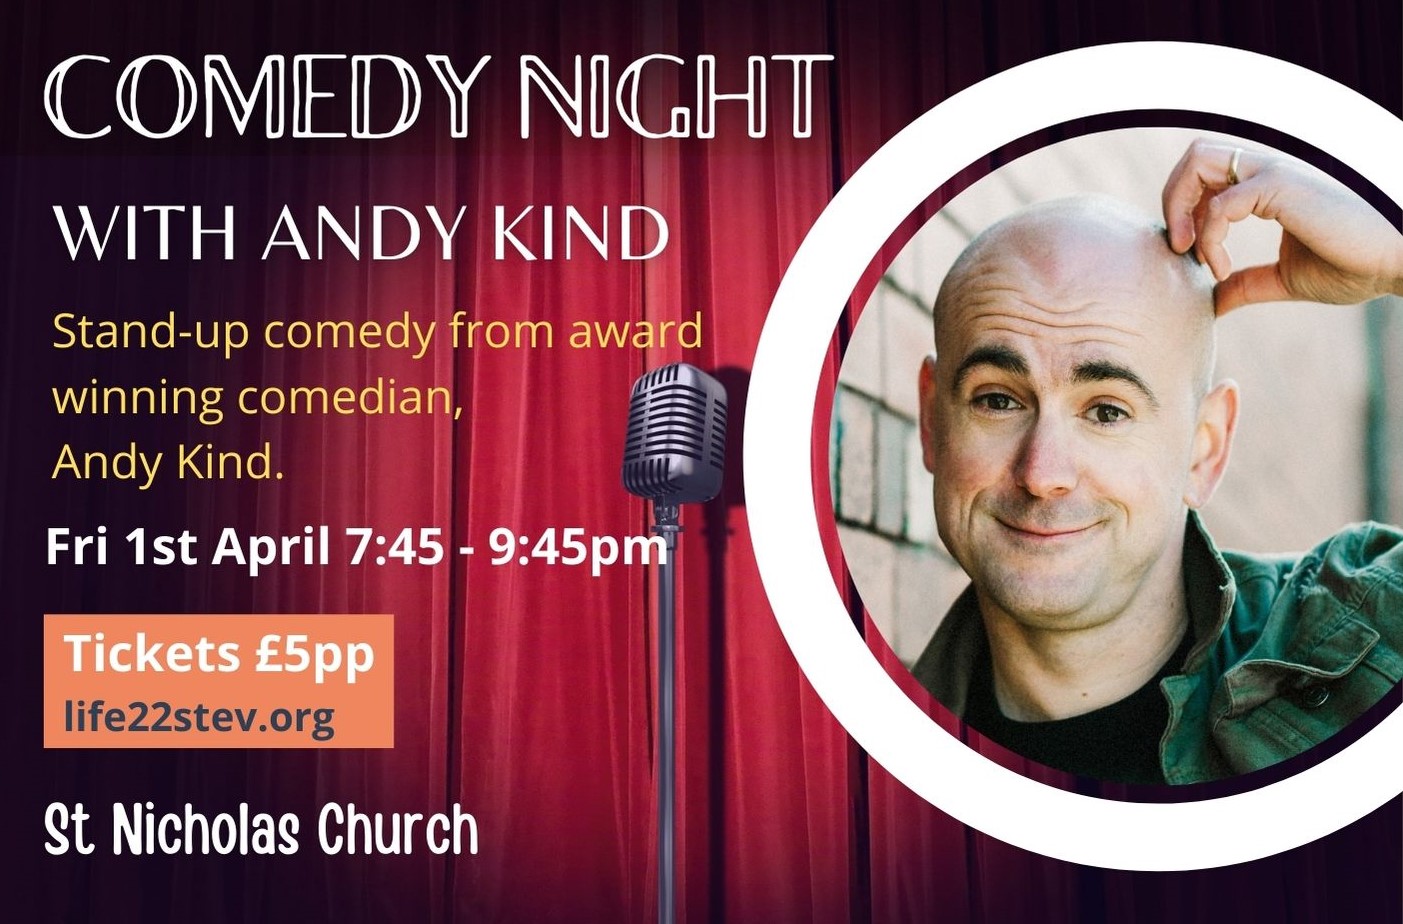 COMEDY NIGHT
WITH ANDY KIND
Stand-up comedy from award
winning comedian,
Andy Kind.
Fri 1st April 7:45 - 9:45pm
Tickets £5pp
life22stev.org
St Nicholas Church